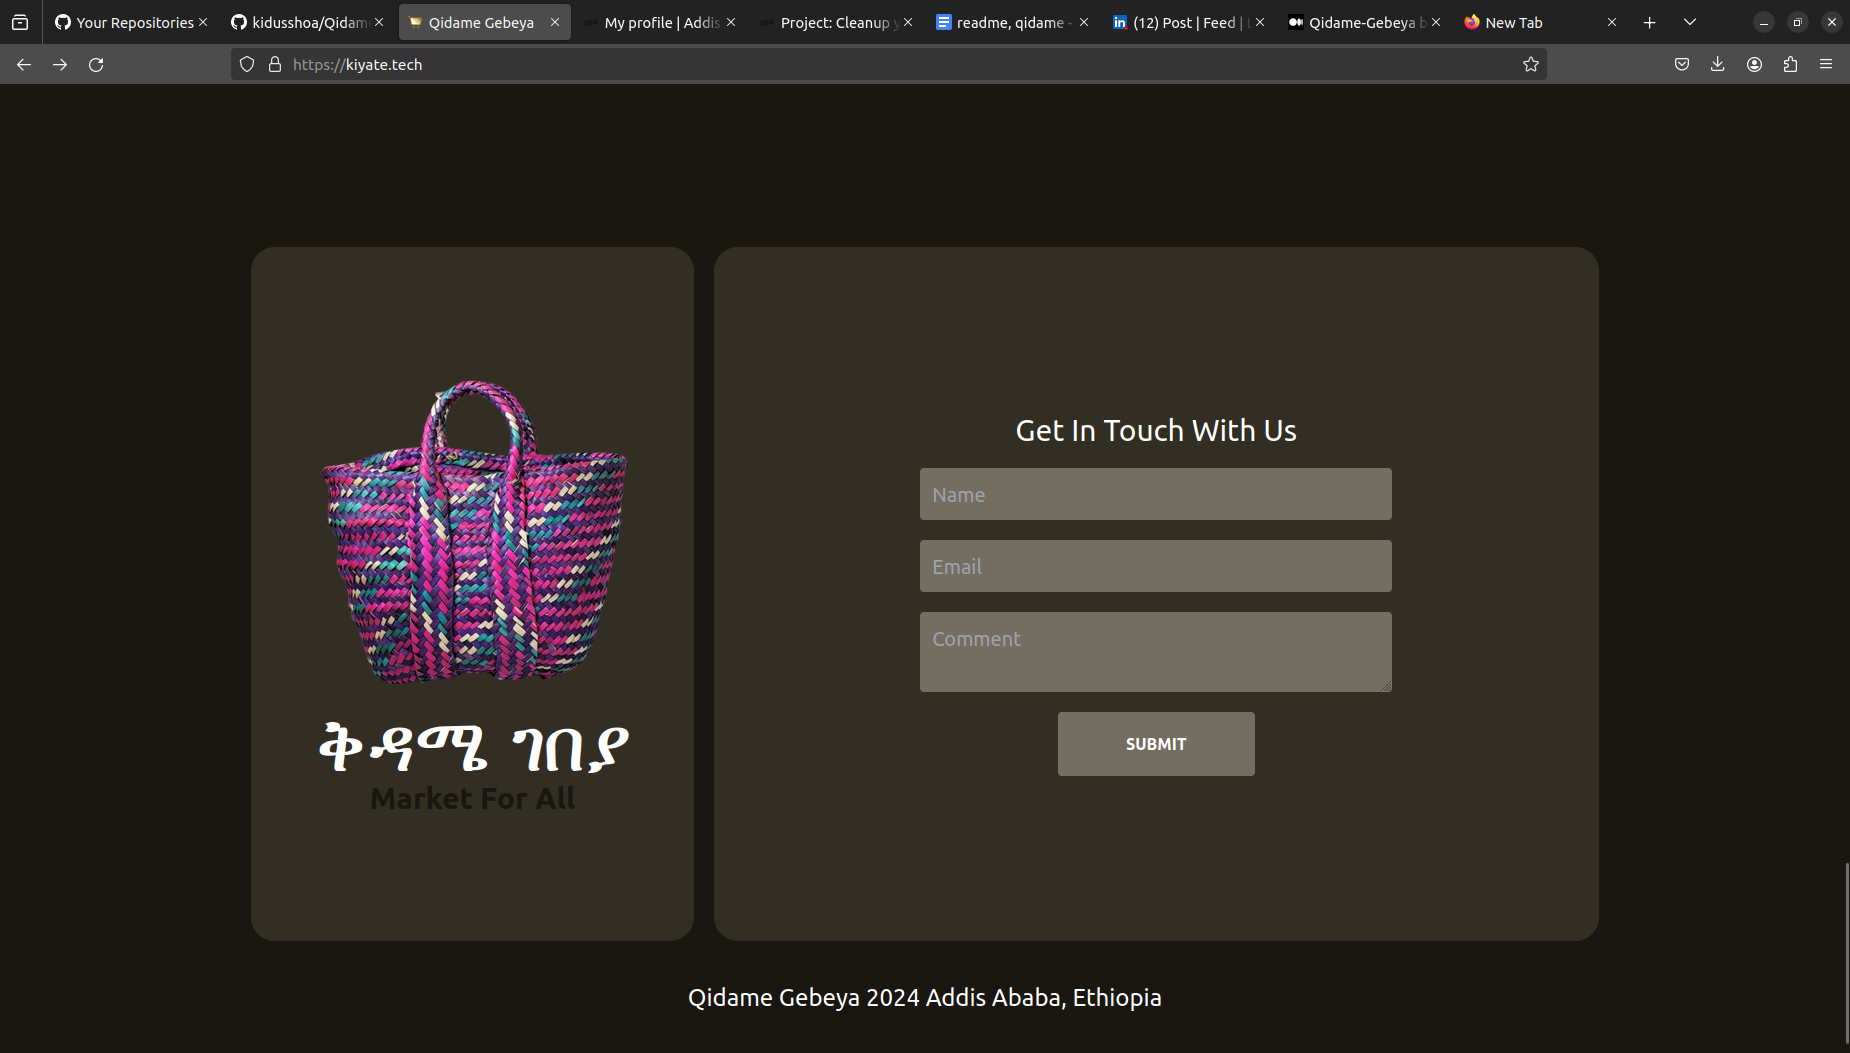 Your Repositories
kidusshoa/Qidam
Qidame Gebeya
My profile | Addis
Project: Cleanup y
readme, qidame -
(12) Post | Feed | L
Qidame-Gebeya b
New Tab
https://kiyate.tech
ቅዳሜ ገበያ
Market For All
Get In Touch With Us
Name
Email
Comment
SUBMIT
Qidame Gebeya 2024 Addis Ababa, Ethiopia